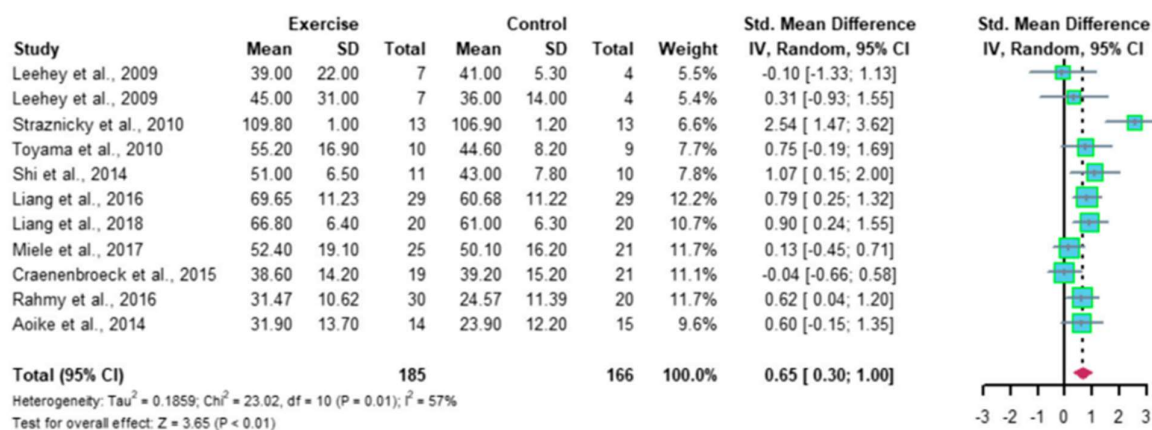 Exercise Control Std. Mean Difference Std. Mean Difference
Study Mean SD Total Mean SD Total Weight IV, Random, 95% CI IV, Random, 95% CI
Leehey et al., 2009 39.00 22.00 7 41.00 5.30 4 5.5% -0.10 [-1.33; 1.13]
Leehey et al., 2009 45.00 31.00 7 36.00 14.00 4 5.4% 0.31 [-0.93; 1.55]
Straznicky et al., 2010 109.80 1.00 13 106.90 1.20 13 6.6% 2.54 [ 1.47; 3.62]
Toyama et al., 2010 55.20 16.90 10 44.60 8.20 9 7.7% 0.75 [-0.19; 1.69]
Shi et al., 2014 51.00 6.50 11 43.00 7.80 10 7.8% 1.07 [ 0.15; 2.00]
Liang et al., 2016 69.65 11.23 29 60.68 11.22 29 12.2% 0.79 [ 0.25; 1.32]
Liang et al., 2018 66.80 6.40 20 61.00 6.30 20 10.7% 0.90 [ 0.24; 1.55]
Miele et al., 2017 52.40 19.10 25 50.10 16.20 21 11.7% 0.13 [-0.45; 0.71]
Craenenbroeck et al., 2015 38.60 14.20 19 39.20 15.20 21 11.1% -0.04 [-0.66; 0.58]
Rahmy et al., 2016 31.47 10.62 30 24.57 11.39 20 11.7% 0.62 [ 0.04; 1.20]
Aoike et al., 2014 31.90 13.70 14 23.90 12.20 15 9.6% 0.60 [-0.15; 1.35]
Total (95% CI) 185 166 100.0% 0.65 [ 0.30; 1.00]
Heterogeneity: Tau² = 0.1859; Chi² = 23.02, df = 10 (P = 0.01); I² = 57%
Test for overall effect: Z = 3.65 (P < 0.01)
-3 -2 -1 0 1 2 3